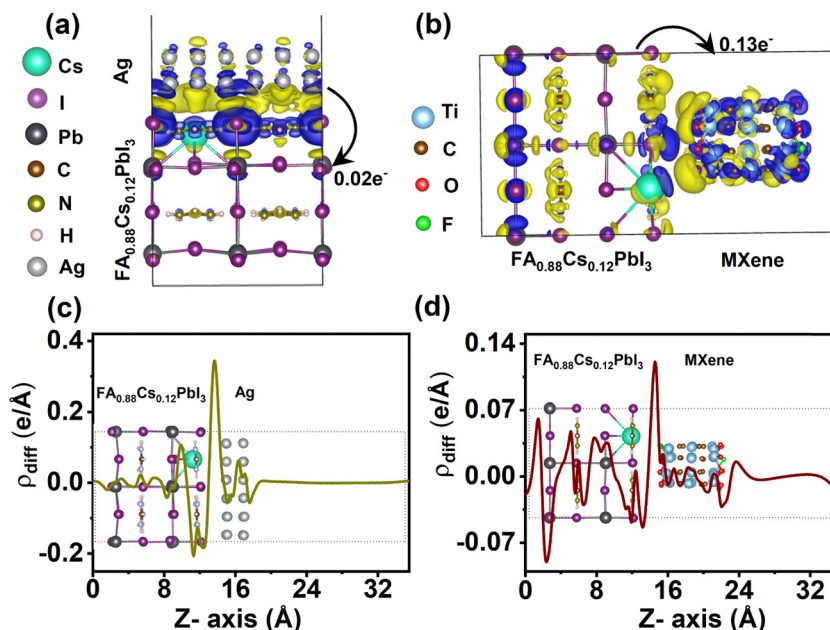 (a)
Cs
I
Pb
C
N
H
Ag
Ag
FA0.88Cs0.12PbI3
0.02e-
(b)
0.13e-
Ti
C
O
F
FA0.88Cs0.12PbI3
MXene
(c)
ρdiff (e/Å)
0.4
0.2
0.0
-0.2
FA0.88Cs0.12PbI3
Ag
0
8
16
24
32
Z- axis (Å)
(d)
ρdiff (e/Å)
0.14
0.07
0.00
-0.07
FA0.88Cs0.12PbI3
MXene
0
8
16
24
32
Z- axis (Å)